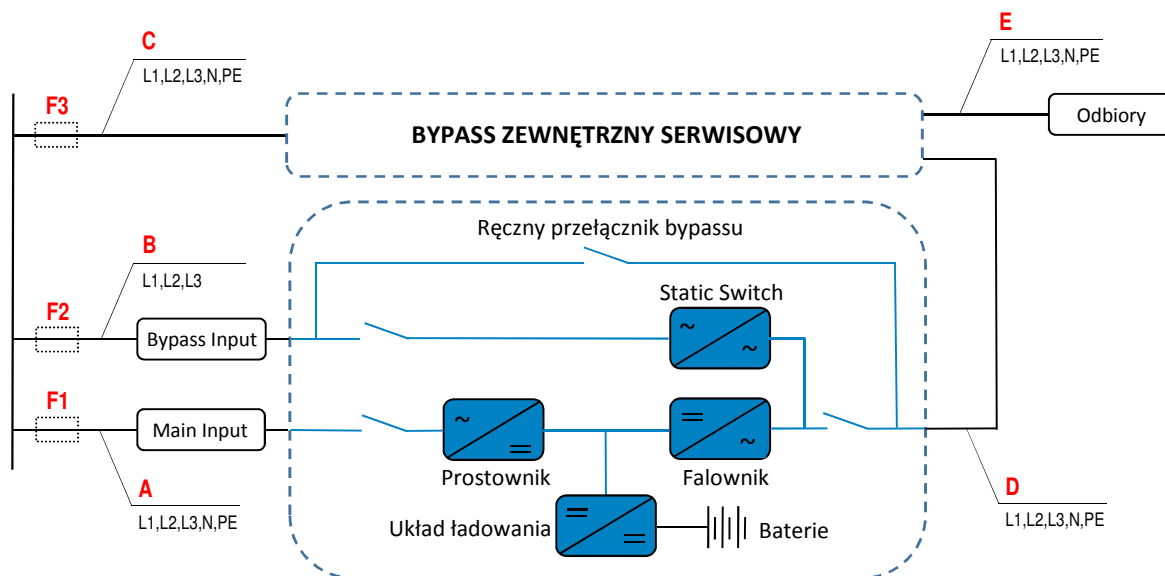 C
L1,L2,L3,N,PE
E
L1,L2,L3,N,PE
F3
BYPASS ZEWNĘTRZNY SERWISOWY
Odbiory
Ręczny przełącznik bypassu
B
L1,L2,L3
Static Switch
F2
Bypass Input
F1
Main Input
Prostownik
Falownik
A
L1,L2,L3,N,PE
D
L1,L2,L3,N,PE
Układ ładowania
Baterie